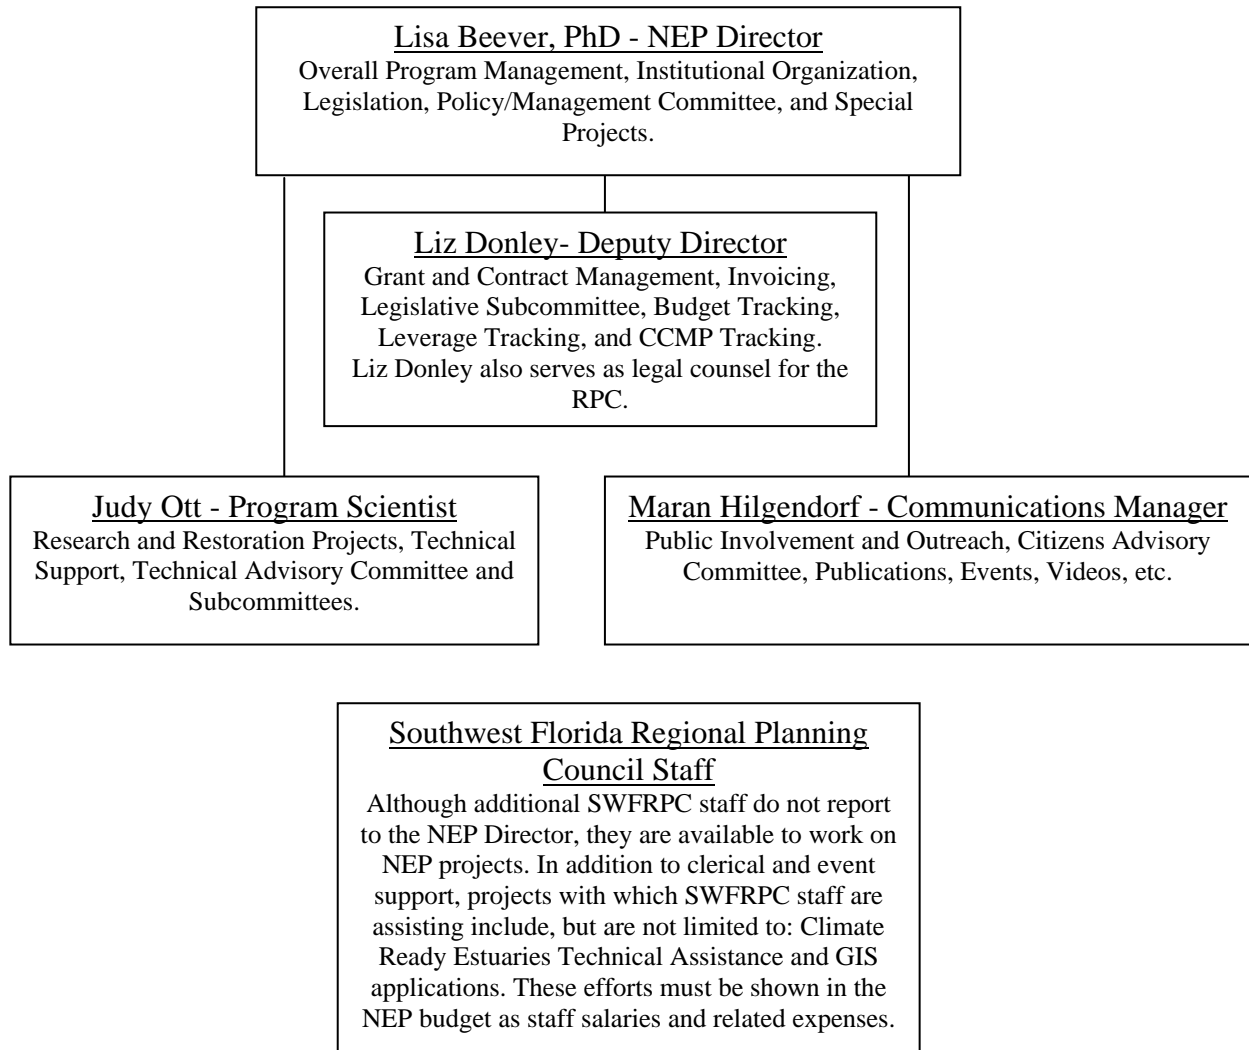 Lisa Beever, PhD - NEP Director
Overall Program Management, Institutional Organization,
Legislation, Policy/Management Committee, and Special
Projects.
Liz Donley- Deputy Director
Grant and Contract Management, Invoicing,
Legislative Subcommittee, Budget Tracking,
Leverage Tracking, and CCMP Tracking.
Liz Donley also serves as legal counsel for the
RPC.
Judy Ott - Program Scientist
Research and Restoration Projects, Technical
Support, Technical Advisory Committee and
Subcommittees.
Maran Hilgendorf - Communications Manager
Public Involvement and Outreach, Citizens Advisory
Committee, Publications, Events, Videos, etc.
Southwest Florida Regional Planning
Council Staff
Although additional SWFRPC staff do not report
to the NEP Director, they are available to work on
NEP projects. In addition to clerical and event
support, projects with which SWFRPC staff are
assisting include, but are not limited to: Climate
Ready Estuaries Technical Assistance and GIS
applications. These efforts must be shown in the
NEP budget as staff salaries and related expenses.